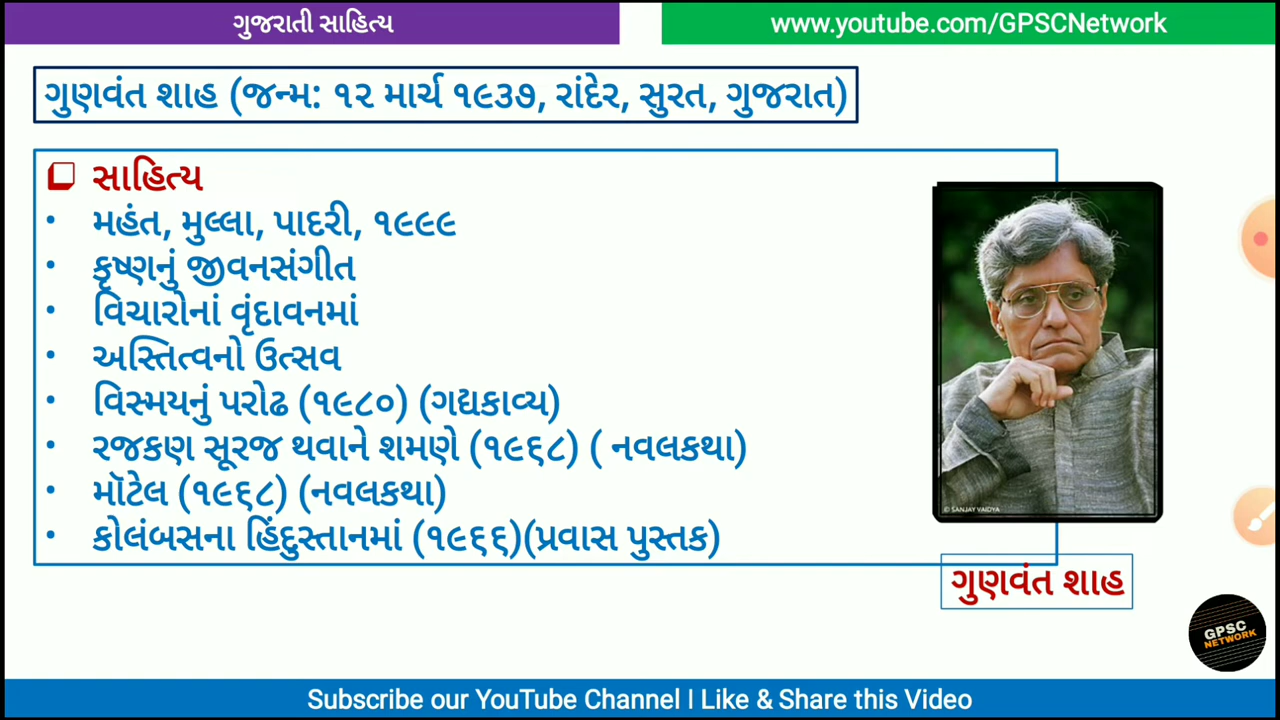 ગુજરાતી સાહિત્ય
www.youtube.com/GPSCNetwork
ગુણવંત શાહ (જન્મ: ૧૨ માર્ચ ૧૯૩૭, રાંદેર, સુરત, ગુજરાત)
સાહિત્ય
• મહંત, મુલ્લા, પાદરી, ૧૯૯૯
• કૃષ્ણનું જીવનસંગીત
• વિચારોનાં વૃંદાવનમાં
• અસ્તિત્વનો ઉત્સવ
• વિસ્મયનું પરોઢ (૧૯૮૦) (ગદ્યકાવ્ય)
• રજકણ સૂરજ થવાને શમણે (૧૯૬૮) ( નવલકથા)
• મૉટેલ (૧૯૬૮) (નવલકથા)
• કોલંબસના હિંદુસ્તાનમાં (૧૯૬૬)(પ્રવાસ પુસ્તક)
© SANJAY VAIDYA
ગુણવંત શાહ
GPSC
NETWORK
Subscribe our YouTube Channel I Like & Share this Video